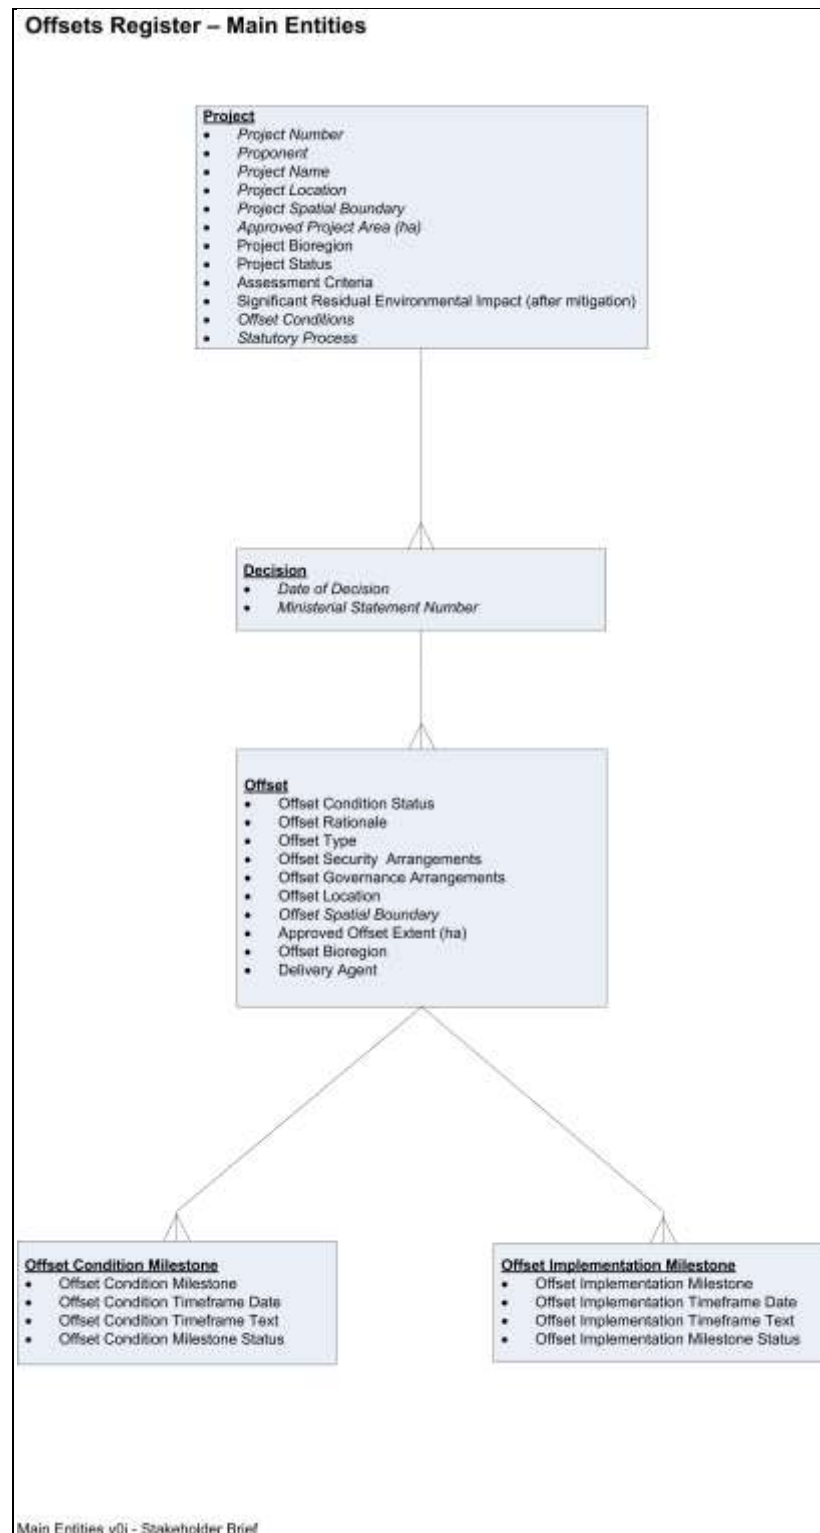 Offsets Register – Main Entities
Project
• Project Number
• Proponent
• Project Name
• Project Location
• Project Spatial Boundary
• Approved Project Area (ha)
• Project Bioregion
• Project Status
• Assessment Criteria
• Significant Residual Environmental Impact (after mitigation)
• Offset Conditions
• Statutory Process
Decision
• Date of Decision
• Ministerial Statement Number
Offset
• Offset Condition Status
• Offset Rationale
• Offset Type
• Offset Security Arrangements
• Offset Governance Arrangements
• Offset Location
• Offset Spatial Boundary
• Approved Offset Extent (ha)
• Offset Bioregion
• Delivery Agent
Offset Condition Milestone
• Offset Condition Milestone
• Offset Condition Timeframe Date
• Offset Condition Timeframe Text
• Offset Condition Milestone Status
Offset Implementation Milestone
• Offset Implementation Milestone
• Offset Implementation Timeframe Date
• Offset Implementation Timeframe Text
• Offset Implementation Milestone Status
Main Entities v0i - Stakeholder Brief